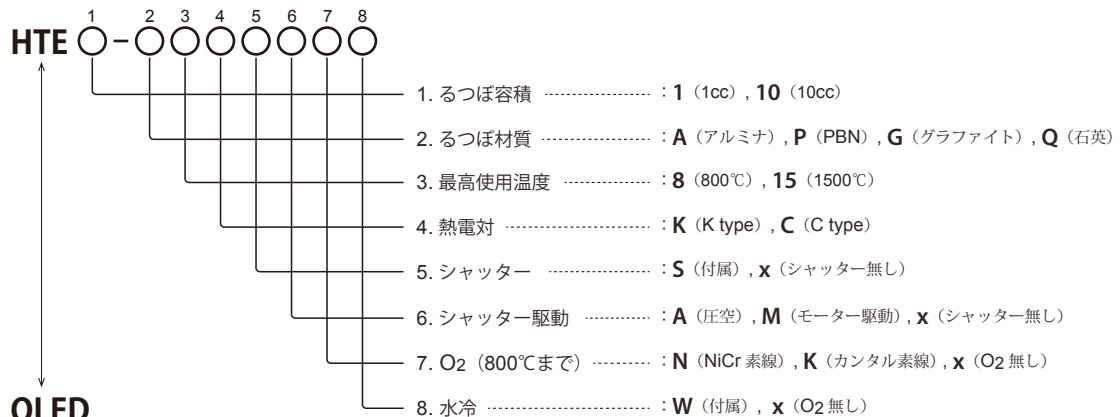 1 2 3 4 5 6 7 8
HTE ○-○○○○○○○
1. るつぼ容積 :1(1cc), 10(10cc)
2. るつぼ材質 :A(アルミナ), P(PBN), G(グラファイト), Q(石英)
3. 最高使用温度 :8(800℃), 15(1500℃)
4. 熱電対 :K(K type), C(C type)
5. シャッター :S(付属), x(シャッター無し)
6. シャッター駆動 :A(圧空), M(モーター駆動), x(シャッター無し)
7. O2(800℃まで) :N(NiCr 素線), K(カンタル素線), x(O2 無し)
8. 水冷 :W(付属), x(O2 無し)
OLED